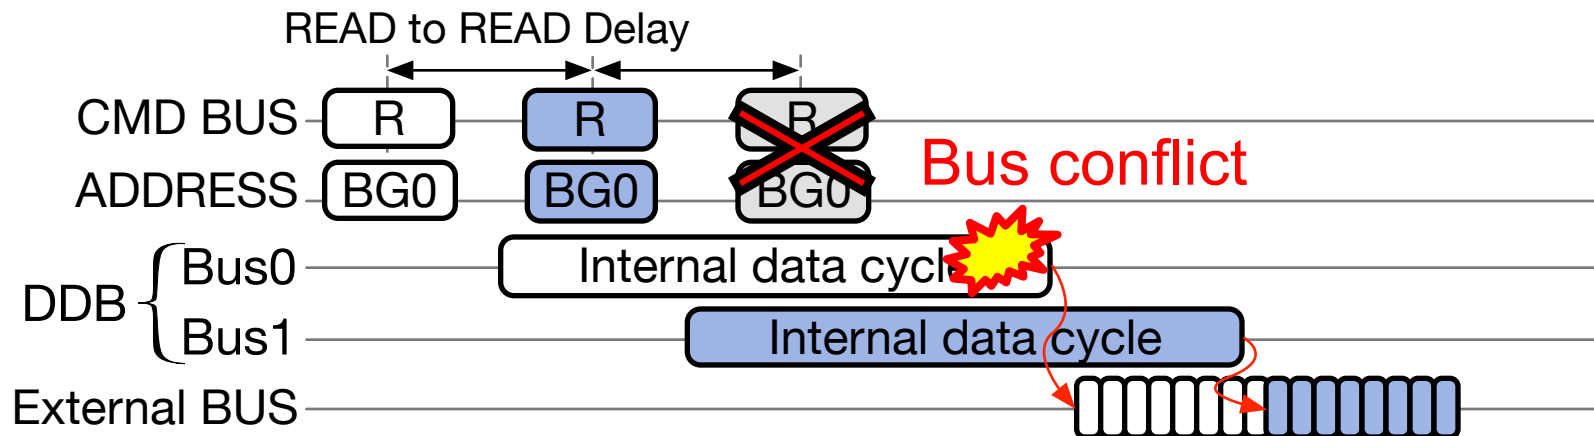 READ to READ Delay
CMD BUS R R R
Bus conflict
ADDRESS BG0 BG0 BG0
DDB
Bus0 Internal data cycle
Bus1 Internal data cycle
External BUS